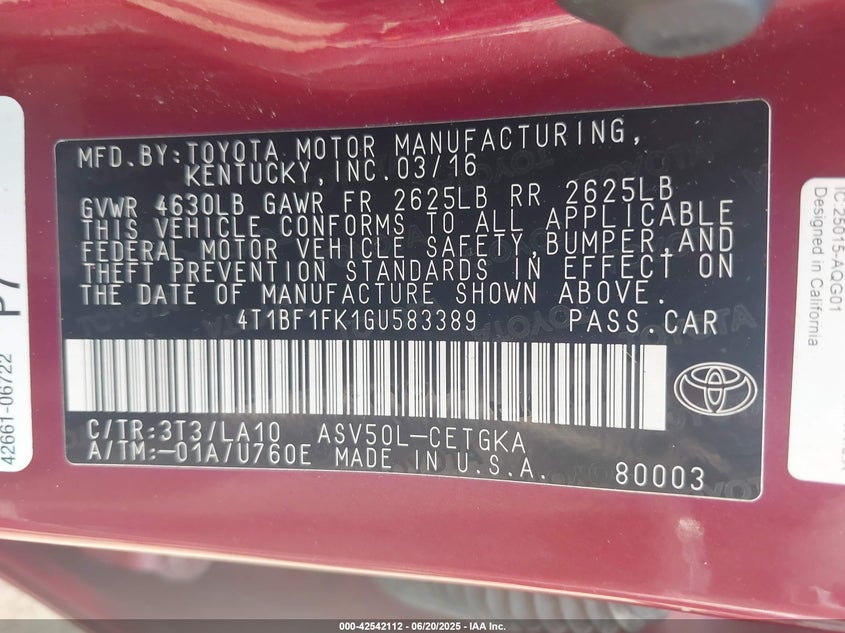 MFD.BY:TOYOTA MOTOR MANUFACTURING,
KENTUCKY,INC.03/16
GVWR 4630LB GAWR FR 2625LB RR 2625LB
THIS VEHICLE CONFORMS TO ALL APPLICABLE
FEDERAL MOTOR VEHICLE SAFETY,BUMPER,AND
THEFT PREVENTION STANDARDS IN EFFECT ON
THE DATE OF MANUFACTURE SHOWN ABOVE.
4T1BF1FK1GU583389 PASS.CAR
C/TR:3T3/LA10 ASV50L-CETGKA
A/TM:-01A/U760E MADE IN U.S.A. 80003
42661-06722
P7
IC:25015-AQG01
Designed in California
000-42542112 - 06/20/2025 - IAA Inc.